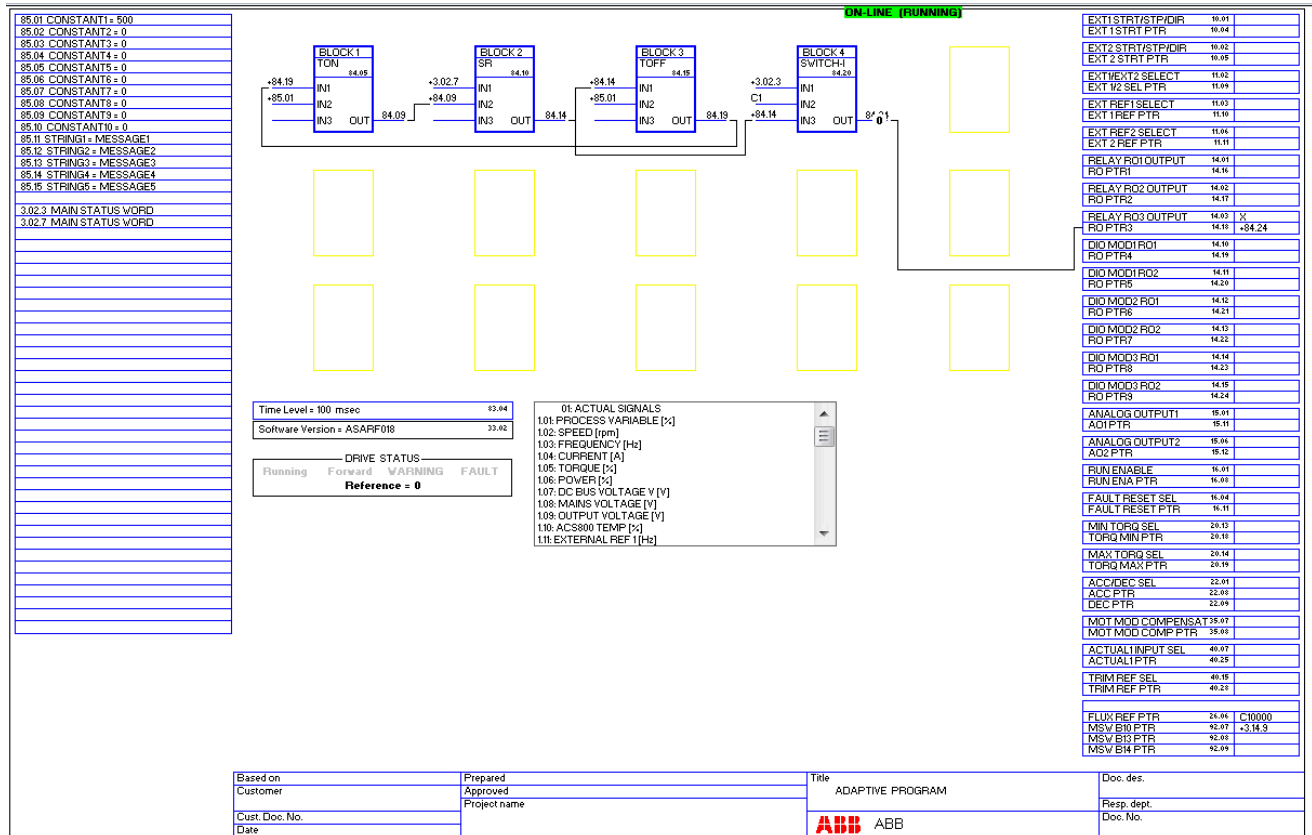 ON-LINE (RUNNING)
85.01 CONSTANT1 = 500
85.02 CONSTANT2 = 0
85.03 CONSTANT3 = 0
85.04 CONSTANT4 = 0
85.05 CONSTANT5 = 0
85.06 CONSTANT6 = 0
85.07 CONSTANT7 = 0
85.08 CONSTANT8 = 0
85.09 CONSTANT9 = 0
85.10 CONSTANT10 = 0
85.11 STRING1 = MESSAGE1
85.12 STRING2 = MESSAGE2
85.13 STRING3 = MESSAGE3
85.14 STRING4 = MESSAGE4
85.15 STRING5 = MESSAGE5
3.02.3 MAIN STATUS WORD
3.02.7 MAIN STATUS WORD
BLOCK 1
TON
84.05
+84.19 IN1
+85.01 IN2
IN3 OUT 84.09
BLOCK 2
SR
84.10
+3.02.7 IN1
+84.09 IN2
IN3 OUT 84.14
BLOCK 3
TOFF
84.15
+84.14 IN1
+85.01 IN2
IN3 OUT 84.19
BLOCK 4
SWITCH-I
84.20
+3.02.3 IN1
C1 IN2
+84.14 IN3 OUT
0
Time Level = 100 msec 83.04
Software Version = ASARF018 33.02
DRIVE STATUS
Running Forward WARNING FAULT
Reference = 0
01: ACTUAL SIGNALS
1.01: PROCESS VARIABLE [%]
1.02: SPEED [rpm]
1.03: FREQUENCY [Hz]
1.04: CURRENT [A]
1.05: TORQUE [%]
1.06: POWER [%]
1.07: DC BUS VOLTAGE V [V]
1.08: MAINS VOLTAGE [V]
1.09: OUTPUT VOLTAGE [V]
1.10: ACS800 TEMP [%]
1.11: EXTERNAL REF 1 [Hz]
EXT1 STRT/STP/DIR 10.01
EXT 1 STRT PTR 10.04
EXT2 STRT/STP/DIR 10.02
EXT 2 STRT PTR 10.05
EXT1/EXT2 SELECT 11.02
EXT 1/2 SEL PTR 11.09
EXT REF1 SELECT 11.03
EXT 1 REF PTR 11.10
EXT REF2 SELECT 11.06
EXT 2 REF PTR 11.11
RELAY RO1 OUTPUT 14.01
RO PTR1 14.16
RELAY RO2 OUTPUT 14.02
RO PTR2 14.17
RELAY RO3 OUTPUT 14.03 X
RO PTR3 14.18 +84.24
DIO MOD1 RO1 14.10
RO PTR4 14.19
DIO MOD1 RO2 14.11
RO PTR5 14.20
DIO MOD2 RO1 14.12
RO PTR6 14.21
DIO MOD2 RO2 14.13
RO PTR7 14.22
DIO MOD3 RO1 14.14
RO PTR8 14.23
DIO MOD3 RO2 14.15
RO PTR9 14.24
ANALOG OUTPUT1 15.01
AO1 PTR 15.11
ANALOG OUTPUT2 15.06
AO2 PTR 15.12
RUN ENABLE 16.01
RUN ENA PTR 16.08
FAULT RESET SEL 16.04
FAULT RESET PTR 16.11
MIN TORQ SEL 20.13
TORQ MIN PTR 20.18
MAX TORQ SEL 20.14
TORQ MAX PTR 20.19
ACC/DEC SEL 22.01
ACC PTR 22.08
DEC PTR 22.09
MOT MOD COMPENSAT 35.07
MOT MOD COMP PTR 35.08
ACTUAL1 INPUT SEL 40.07
ACTUAL1 PTR 40.25
TRIM REF SEL 40.15
TRIM REF PTR 40.28
FLUX REF PTR 26.06 C10000
MSW B10 PTR 92.07 +3.14.9
MSW B13 PTR 92.08
MSW B14 PTR 92.09
Based on
Customer
Cust. Doc. No.
Date
Prepared
Approved
Project name
Title
ADAPTIVE PROGRAM
ABB ABB
Doc. des.
Resp. dept.
Doc. No.